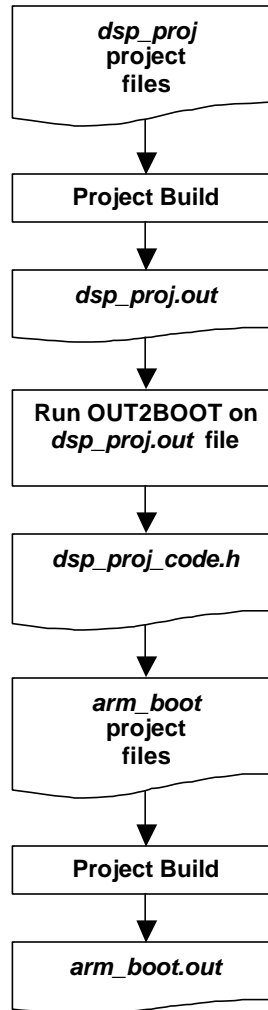 dsp_proj
project
files
Project Build
dsp_proj.out
Run OUT2BOOT on
dsp_proj.out file
dsp_proj_code.h
arm_boot
project
files
Project Build
arm_boot.out